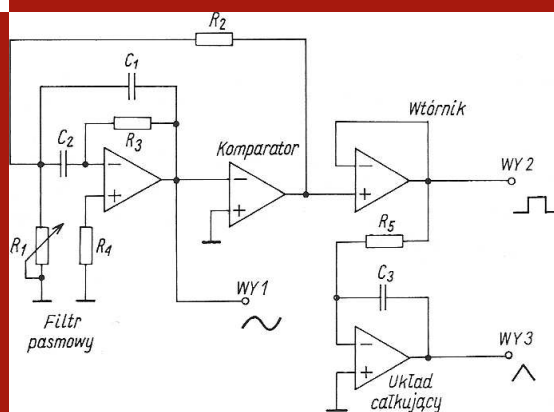 R2
C1
Wtórnik
C2
R3
Komparator
WY 2
R5
R1
R4
C3
WY 1
WY 3
Filtr
pasmowy
Układ
całkujący